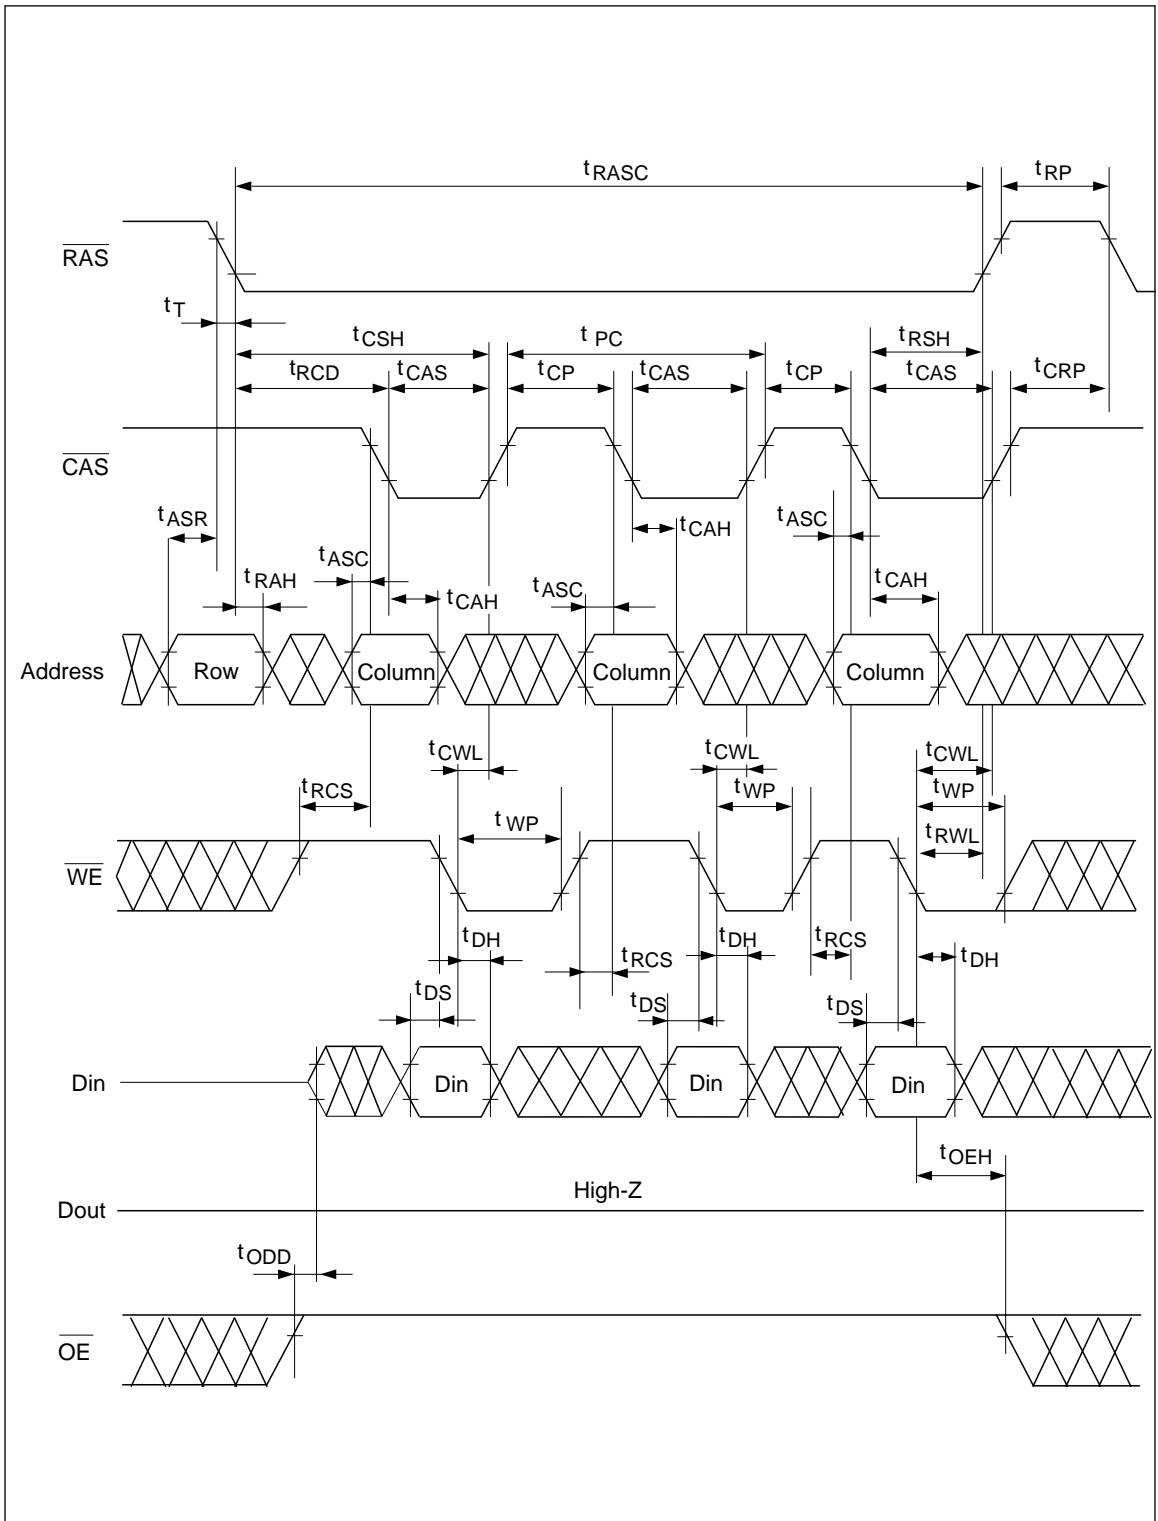 tRASC tRP
RAS
tT
tCSH tPC tRSH
tRCD tCAS tCP tCAS tCP tCAS tCRP
CAS
tASR tCAH tASC
tASC tRAH tCAH tASC tCAH
Address Row Column Column Column
tCWL tCWL tCWL
tRCS tWP tWP tWP
tRWL
WE
tDH tRCS tDH tRCS tDH
tDS tDS tDS
Din Din Din Din
tOEH
High-Z
Dout
tODD
OE